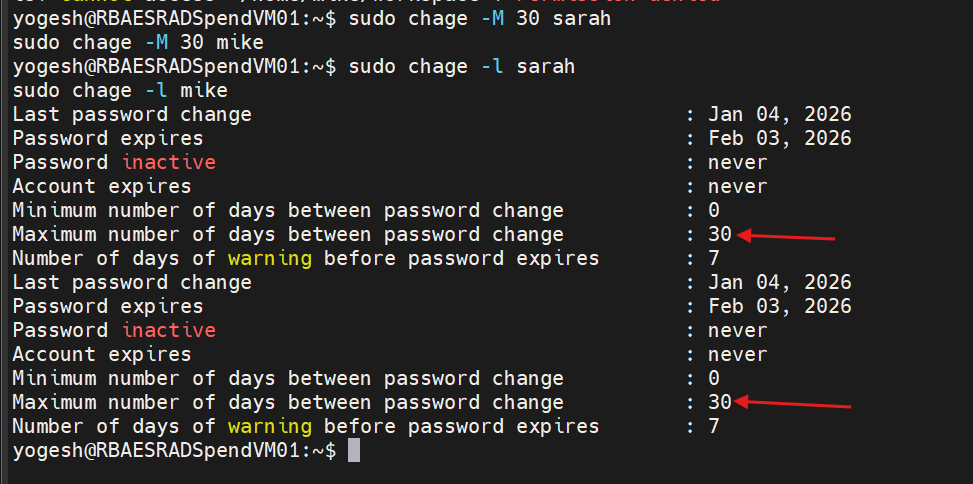 yogesh@RBAESRADSpendVM01:~$ sudo chage -M 30 sarah
sudo chage -M 30 mike
yogesh@RBAESRADSpendVM01:~$ sudo chage -l sarah
sudo chage -l mike
Last password change : Jan 04, 2026
Password expires : Feb 03, 2026
Password inactive : never
Account expires : never
Minimum number of days between password change : 0
Maximum number of days between password change : 30
Number of days of warning before password expires : 7
Last password change : Jan 04, 2026
Password expires : Feb 03, 2026
Password inactive : never
Account expires : never
Minimum number of days between password change : 0
Maximum number of days between password change : 30
Number of days of warning before password expires : 7
yogesh@RBAESRADSpendVM01:~$